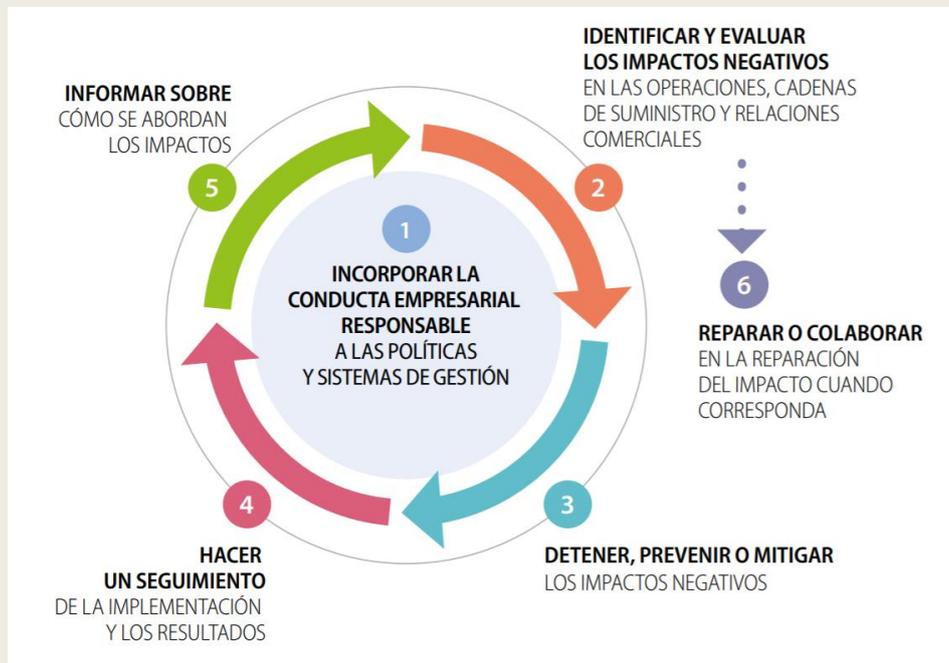 1
INCORPORAR LA
CONDUCTA EMPRESARIAL
RESPONSABLE
A LAS POLÍTICAS
Y SISTEMAS DE GESTIÓN
2
IDENTIFICAR Y EVALUAR
LOS IMPACTOS NEGATIVOS
EN LAS OPERACIONES, CADENAS
DE SUMINISTRO Y RELACIONES
COMERCIALES
3
DETENER, PREVENIR O MITIGAR
LOS IMPACTOS NEGATIVOS
4
HACER
UN SEGUIMIENTO
DE LA IMPLEMENTACIÓN
Y LOS RESULTADOS
5
INFORMAR SOBRE
CÓMO SE ABORDAN
LOS IMPACTOS
6
REPARAR O COLABORAR
EN LA REPARACIÓN
DEL IMPACTO CUANDO
CORRESPONDA